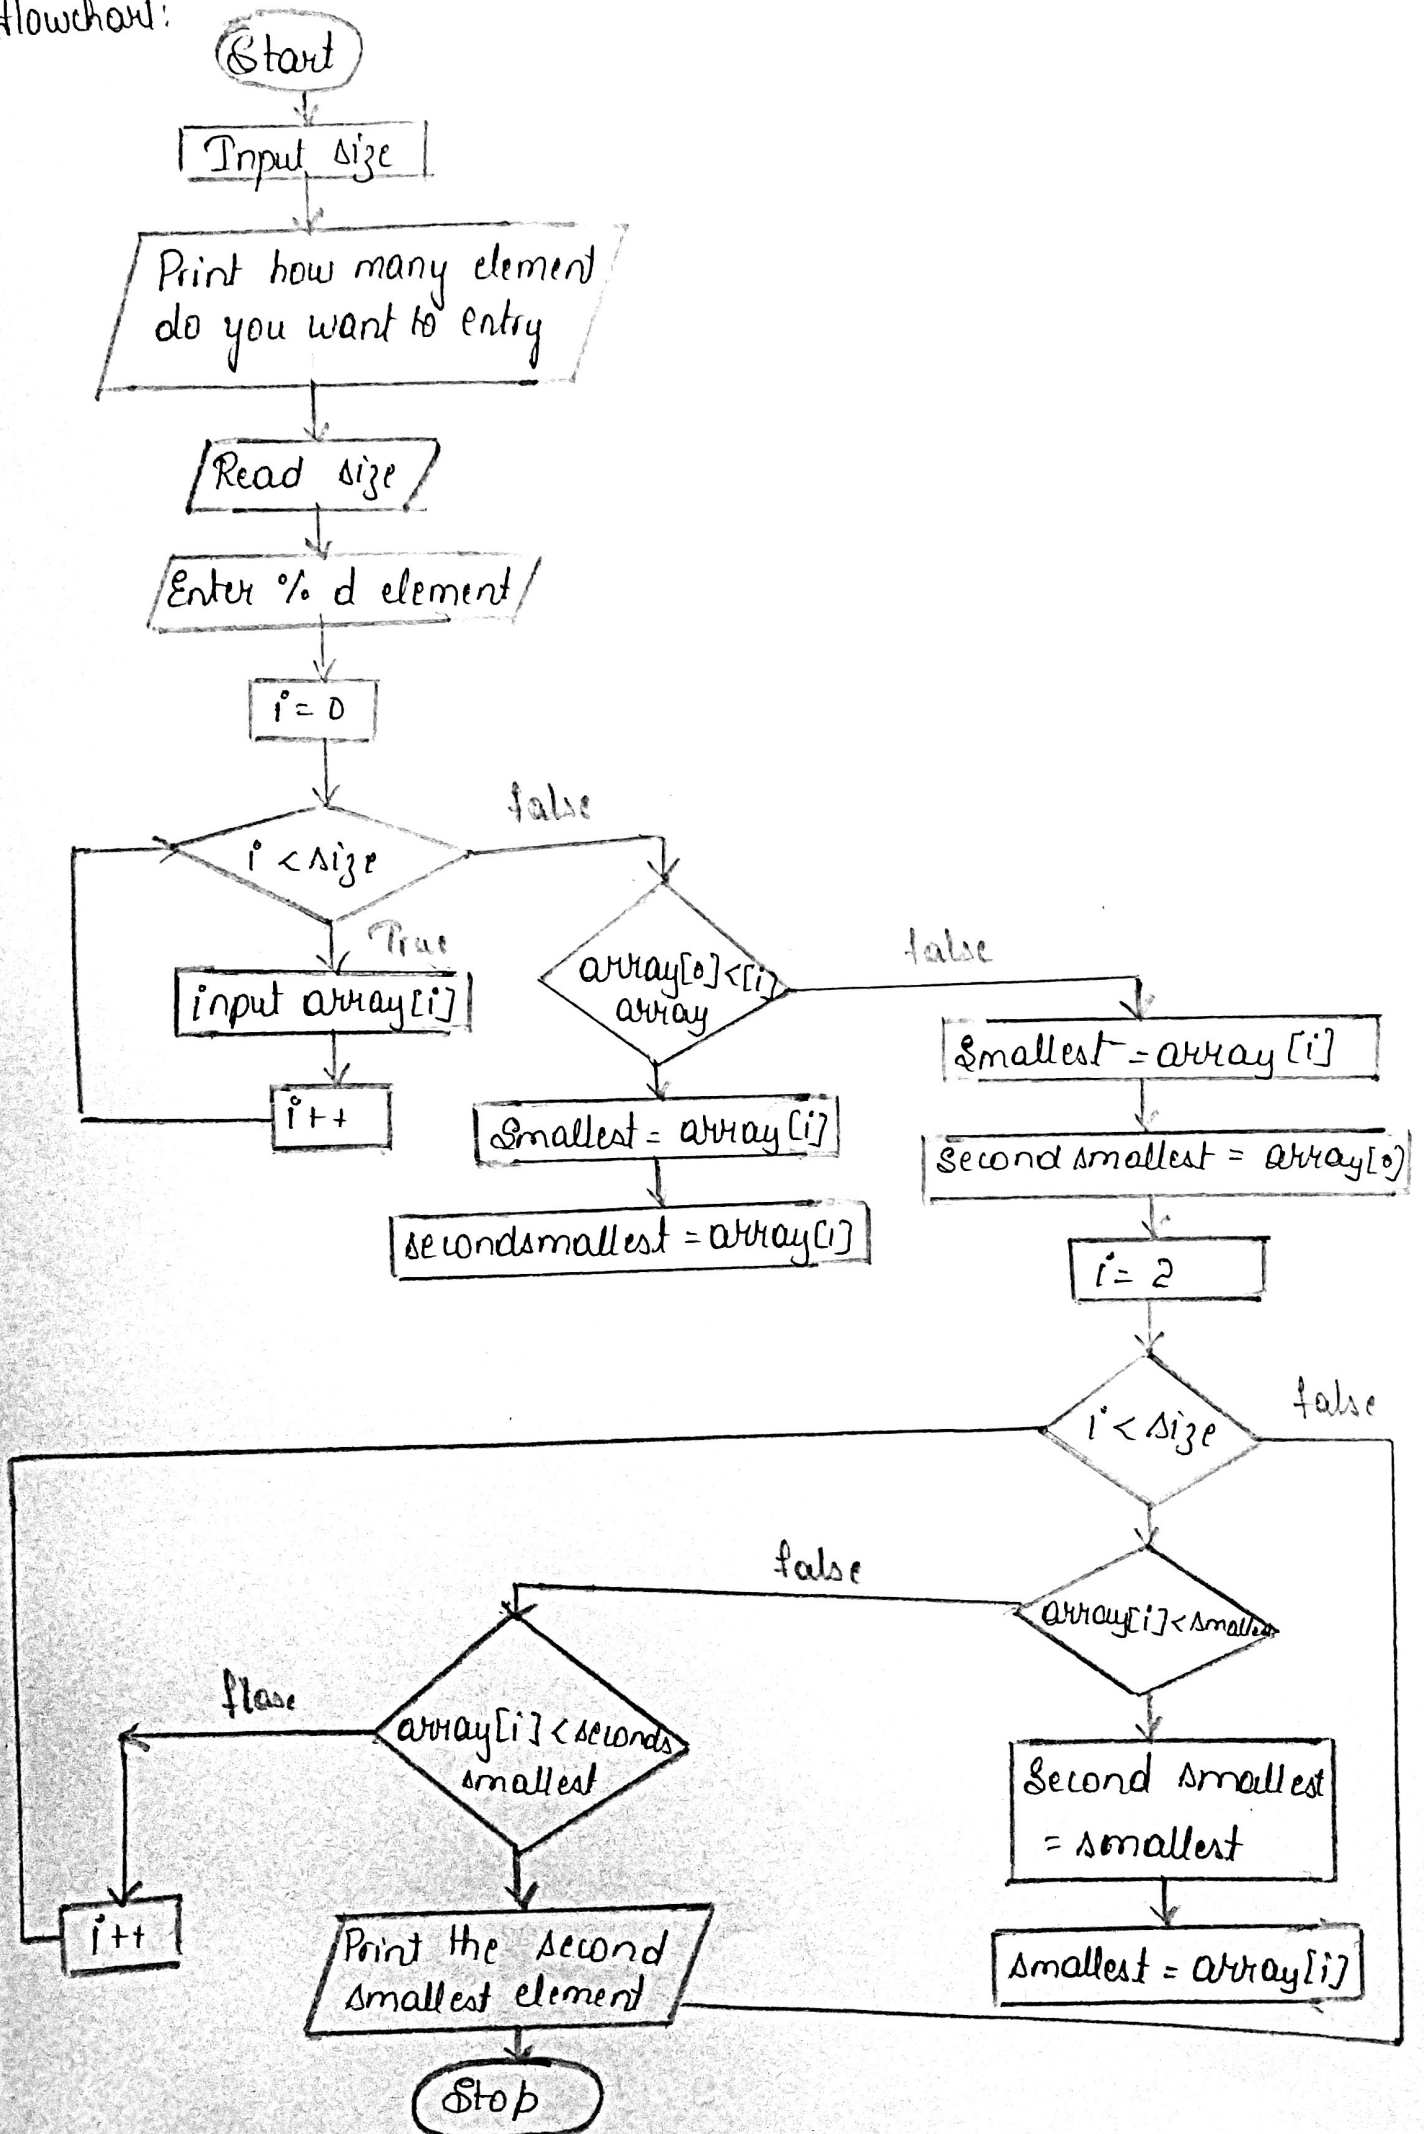 flowchart:
Start
Input size
Print how many element
do you want to entry
Read size
Enter % d element
i = 0
i < size
false
True
input array[i]
i++
array[0]<[i]
array
false
Smallest = array[i]
secondsmallest = array[i]
Smallest = array [i]
Second smallest = array[0]
i = 2
i < size
false
array[i]<smalles
false
Second smallest
= smallest
smallest = array[i]
array[i] < seconds
smallest
flase
i++
Print the second
smallest element
Stop